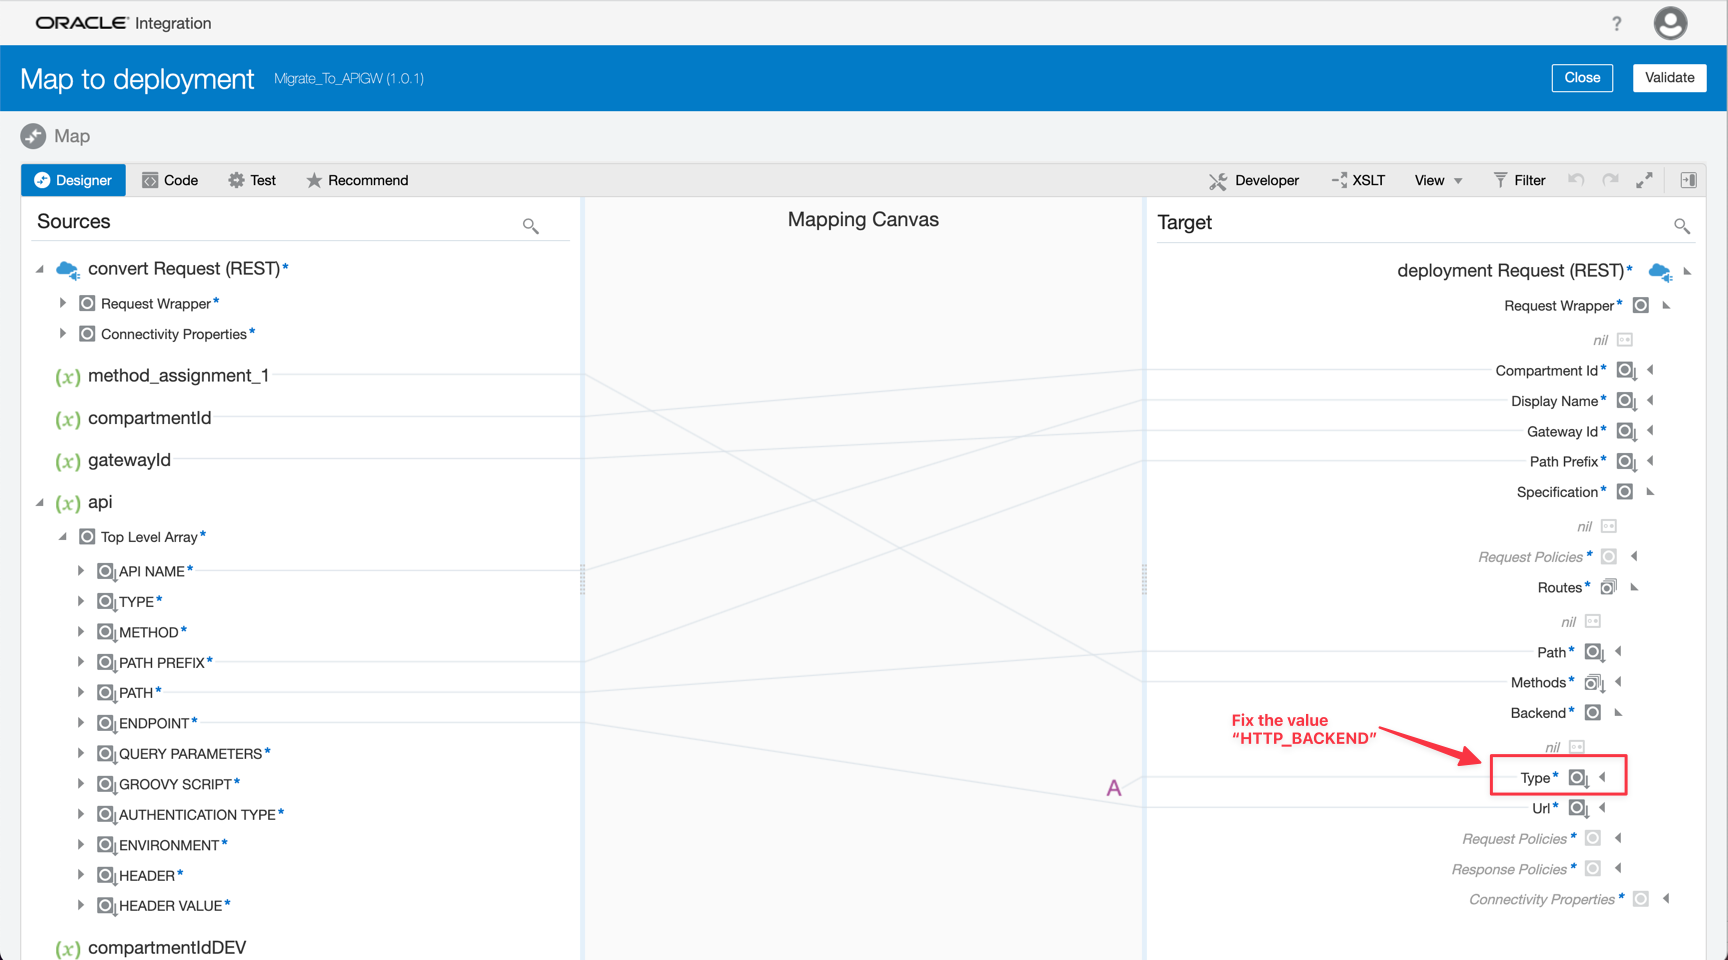 ORACLE Integration
?
Map to deployment Migrate_To_APIGW (1.0.1)
Close
Validate
Map
Designer
Code
Test
Recommend
Developer
XSLT
View
Filter
Sources
Mapping Canvas
Target
convert Request (REST)*
Request Wrapper*
Connectivity Properties*
(x) method_assignment_1
(x) compartmentId
(x) gatewayId
(x) api
Top Level Array*
API NAME*
TYPE*
METHOD*
PATH PREFIX*
PATH*
ENDPOINT*
QUERY PARAMETERS*
GROOVY SCRIPT*
AUTHENTICATION TYPE*
ENVIRONMENT*
HEADER*
HEADER VALUE*
(x) compartmentIdDEV
A
deployment Request (REST)*
Request Wrapper*
nil
Compartment Id*
Display Name*
Gateway Id*
Path Prefix*
Specification*
nil
Request Policies*
Routes*
nil
Path*
Methods*
Backend*
Fix the value
“HTTP_BACKEND”
nil
Type*
Url*
Request Policies*
Response Policies*
Connectivity Properties*